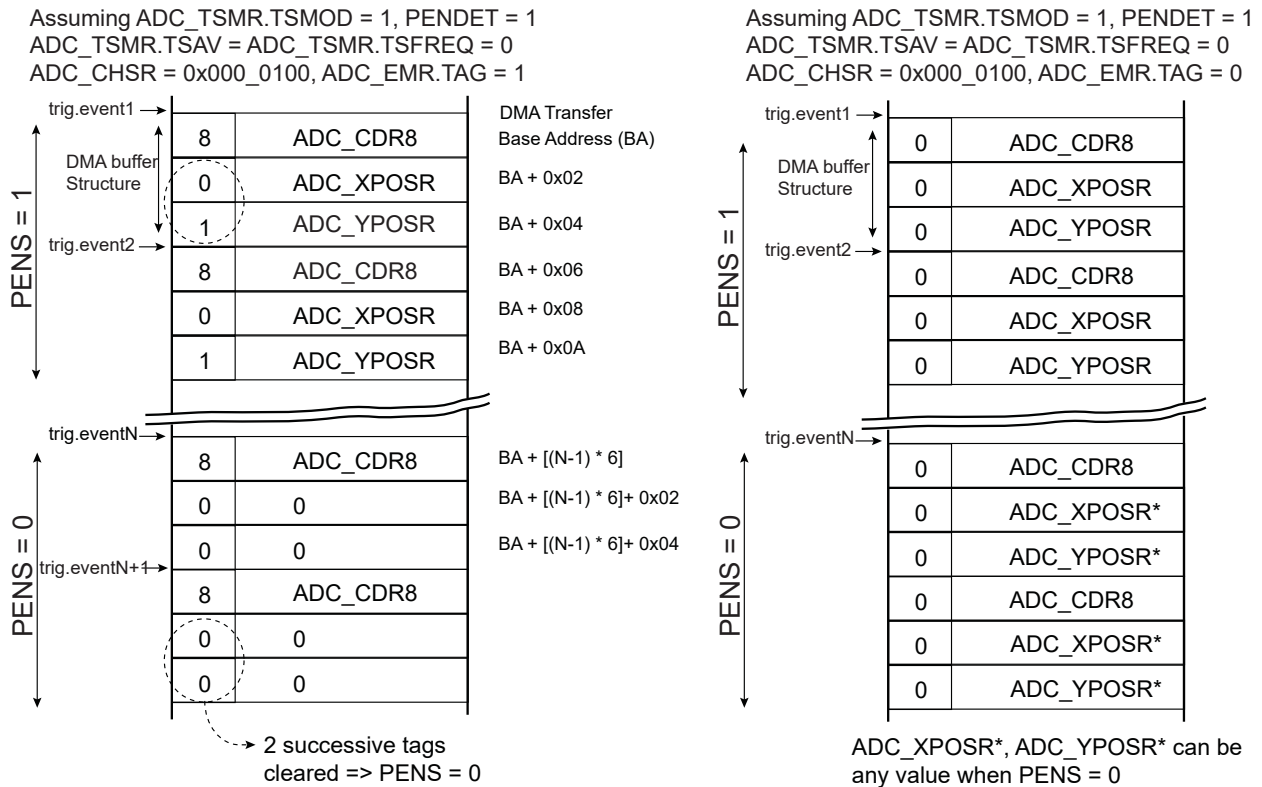 Assuming ADC_TSMR.TSMOD = 1, PENDET = 1
ADC_TSMR.TSAV = ADC_TSMR.TSFREQ = 0
ADC_CHSR = 0x000_0100, ADC_EMR.TAG = 1
trig.event1
DMA Transfer
8 ADC_CDR8 Base Address (BA)
DMA buffer
Structure
0 ADC_XPOSR BA + 0x02
1 ADC_YPOSR BA + 0x04
trig.event2
PENS = 1
8 ADC_CDR8 BA + 0x06
0 ADC_XPOSR BA + 0x08
1 ADC_YPOSR BA + 0x0A
trig.eventN
8 ADC_CDR8 BA + [(N-1) * 6]
0 0 BA + [(N-1) * 6]+ 0x02
0 0 BA + [(N-1) * 6]+ 0x04
PENS = 0
trig.eventN+1
8 ADC_CDR8
0 0
0 0
2 successive tags
cleared => PENS = 0
Assuming ADC_TSMR.TSMOD = 1, PENDET = 1
ADC_TSMR.TSAV = ADC_TSMR.TSFREQ = 0
ADC_CHSR = 0x000_0100, ADC_EMR.TAG = 0
trig.event1
0 ADC_CDR8
DMA buffer
Structure
0 ADC_XPOSR
0 ADC_YPOSR
trig.event2
PENS = 1
0 ADC_CDR8
0 ADC_XPOSR
0 ADC_YPOSR
trig.eventN
0 ADC_CDR8
0 ADC_XPOSR*
0 ADC_YPOSR*
PENS = 0
0 ADC_CDR8
0 ADC_XPOSR*
0 ADC_YPOSR*
ADC_XPOSR*, ADC_YPOSR* can be
any value when PENS = 0